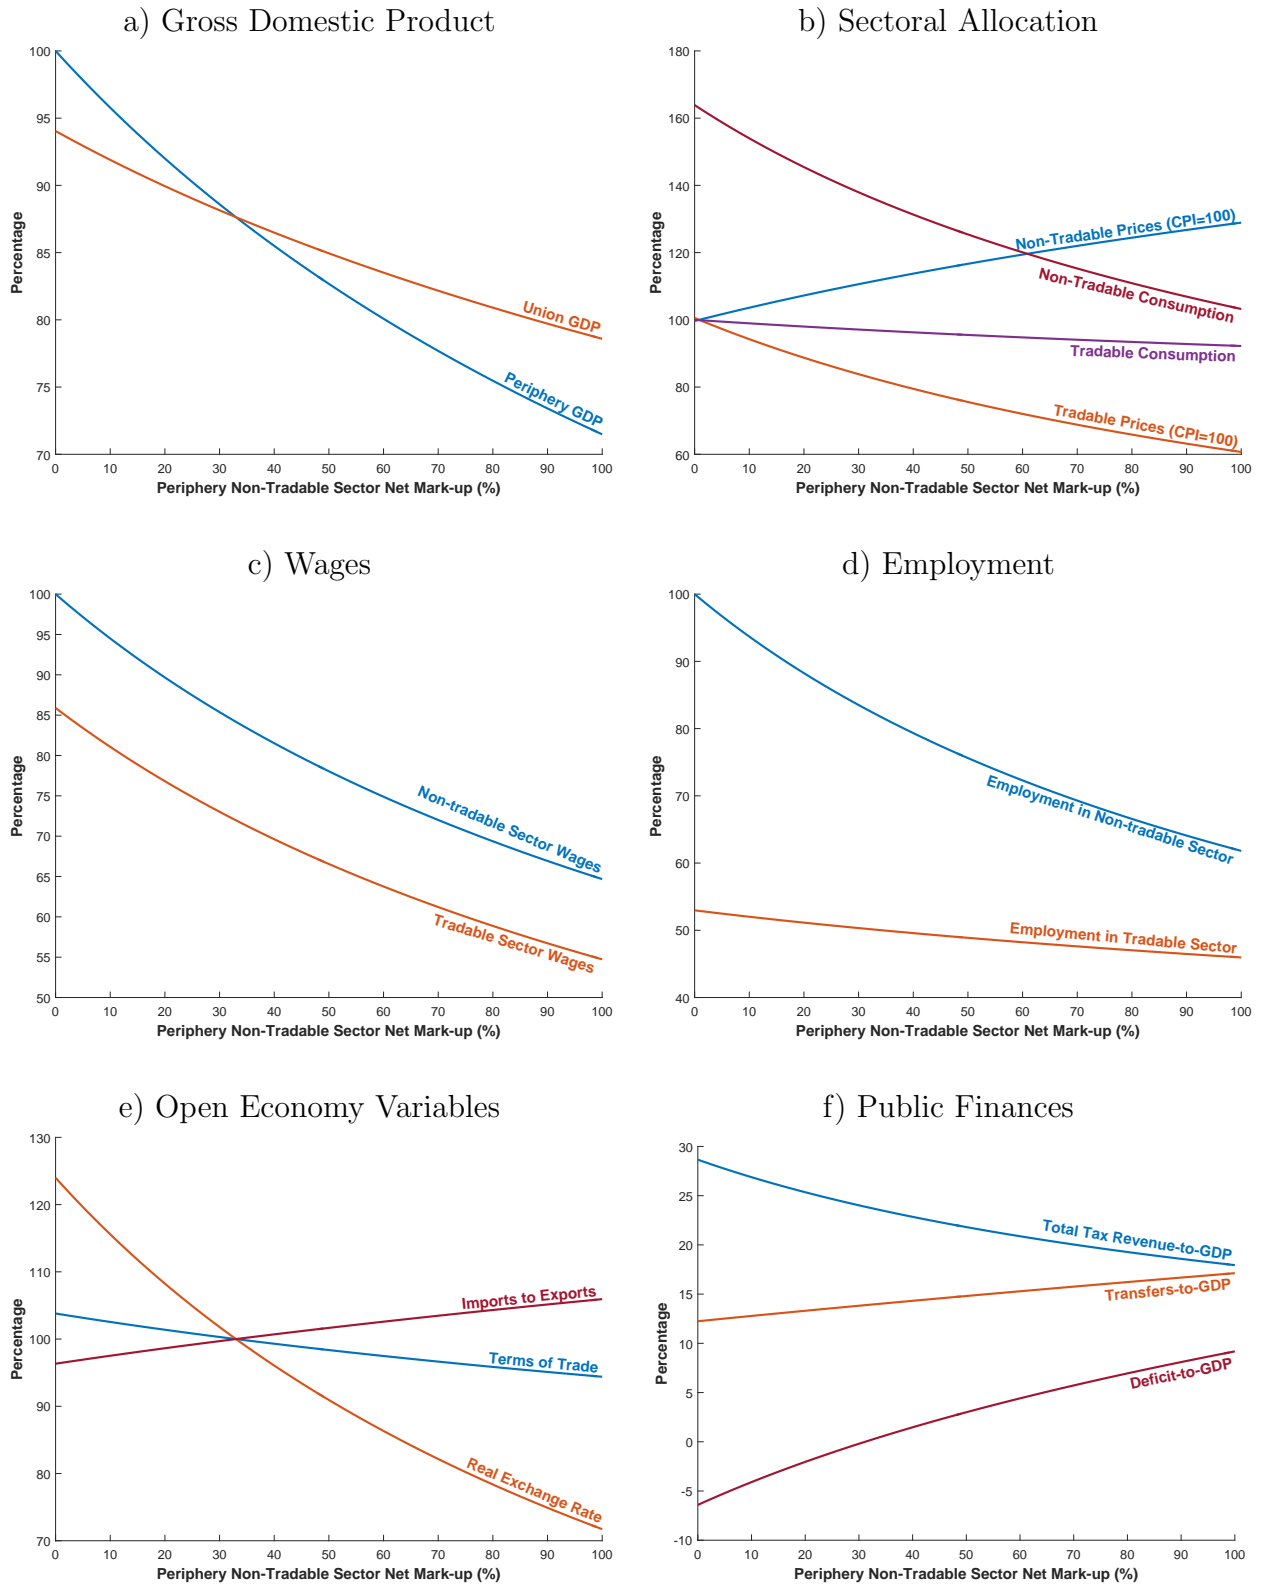 a) Gross Domestic Product
100
95
90
85
80
75
70
Percentage
Union GDP
Periphery GDP
0 10 20 30 40 50 60 70 80 90 100
Periphery Non-Tradable Sector Net Mark-up (%)
b) Sectoral Allocation
180
160
140
120
100
80
60
Percentage
Non-Tradable Prices (CPI=100)
Non-Tradable Consumption
Tradable Consumption
Tradable Prices (CPI=100)
0 10 20 30 40 50 60 70 80 90 100
Periphery Non-Tradable Sector Net Mark-up (%)
c) Wages
100
95
90
85
80
75
70
65
60
55
50
Percentage
Non-tradable Sector Wages
Tradable Sector Wages
0 10 20 30 40 50 60 70 80 90 100
Periphery Non-Tradable Sector Net Mark-up (%)
d) Employment
100
90
80
70
60
50
40
Percentage
Employment in Non-tradable Sector
Employment in Tradable Sector
0 10 20 30 40 50 60 70 80 90 100
Periphery Non-Tradable Sector Net Mark-up (%)
e) Open Economy Variables
130
120
110
100
90
80
70
Percentage
Imports to Exports
Terms of Trade
Real Exchange Rate
0 10 20 30 40 50 60 70 80 90 100
Periphery Non-Tradable Sector Net Mark-up (%)
f) Public Finances
30
25
20
15
10
5
0
-5
-10
Percentage
Total Tax Revenue-to-GDP
Transfers-to-GDP
Deficit-to-GDP
0 10 20 30 40 50 60 70 80 90 100
Periphery Non-Tradable Sector Net Mark-up (%)